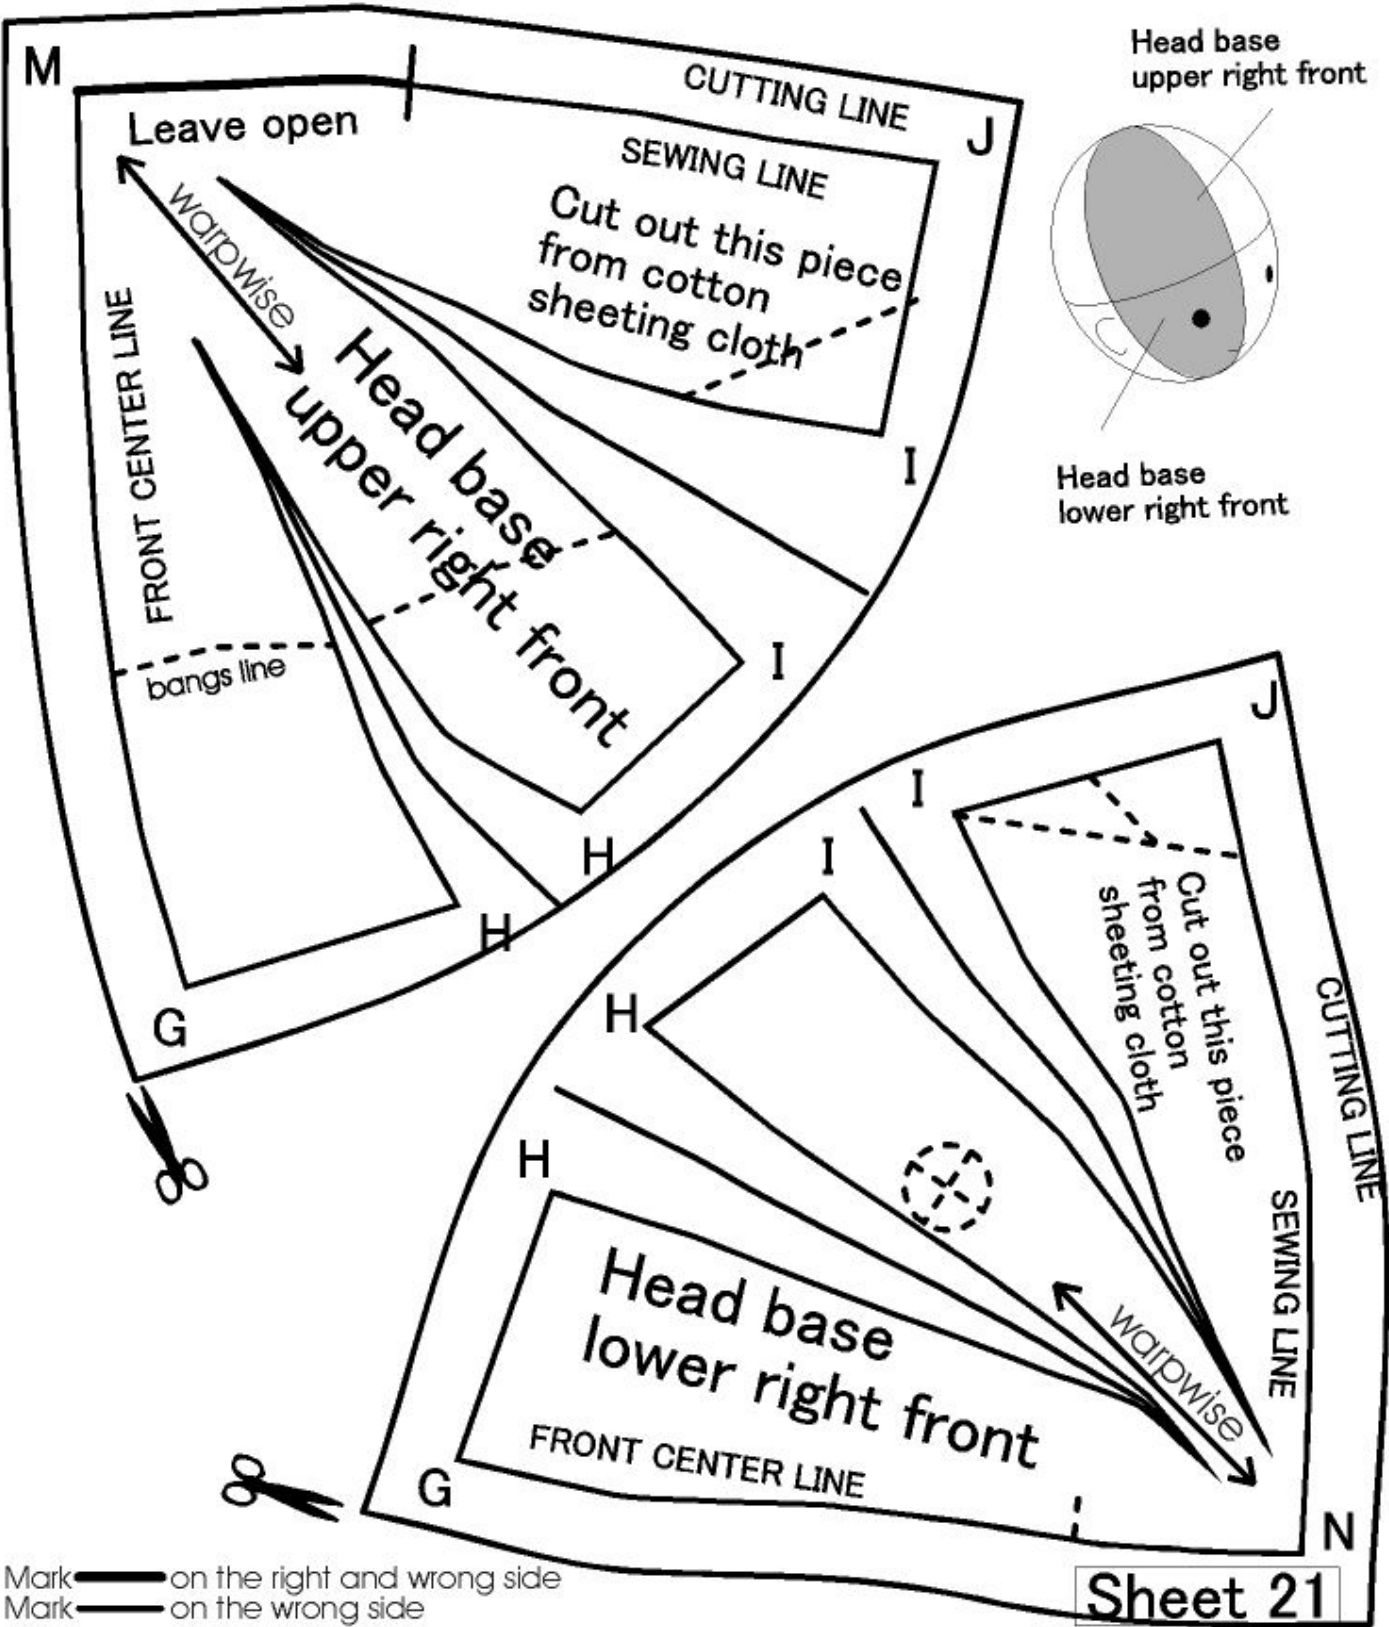 M
Leave open
CUTTING LINE
J
SEWING LINE
Cut out this piece
from cotton
sheeting cloth
warpwise
FRONT CENTER LINE
Head base
upper right front
I
bangs line
I
H
H
G
Head base
upper right front
Head base
lower right front
J
I
I
Cut out this piece
from cotton
sheeting cloth
CUTTING LINE
H
H
SEWING LINE
Head base
lower right front
warpwise
FRONT CENTER LINE
G
N
Mark on the right and wrong side
Mark on the wrong side
Sheet 21